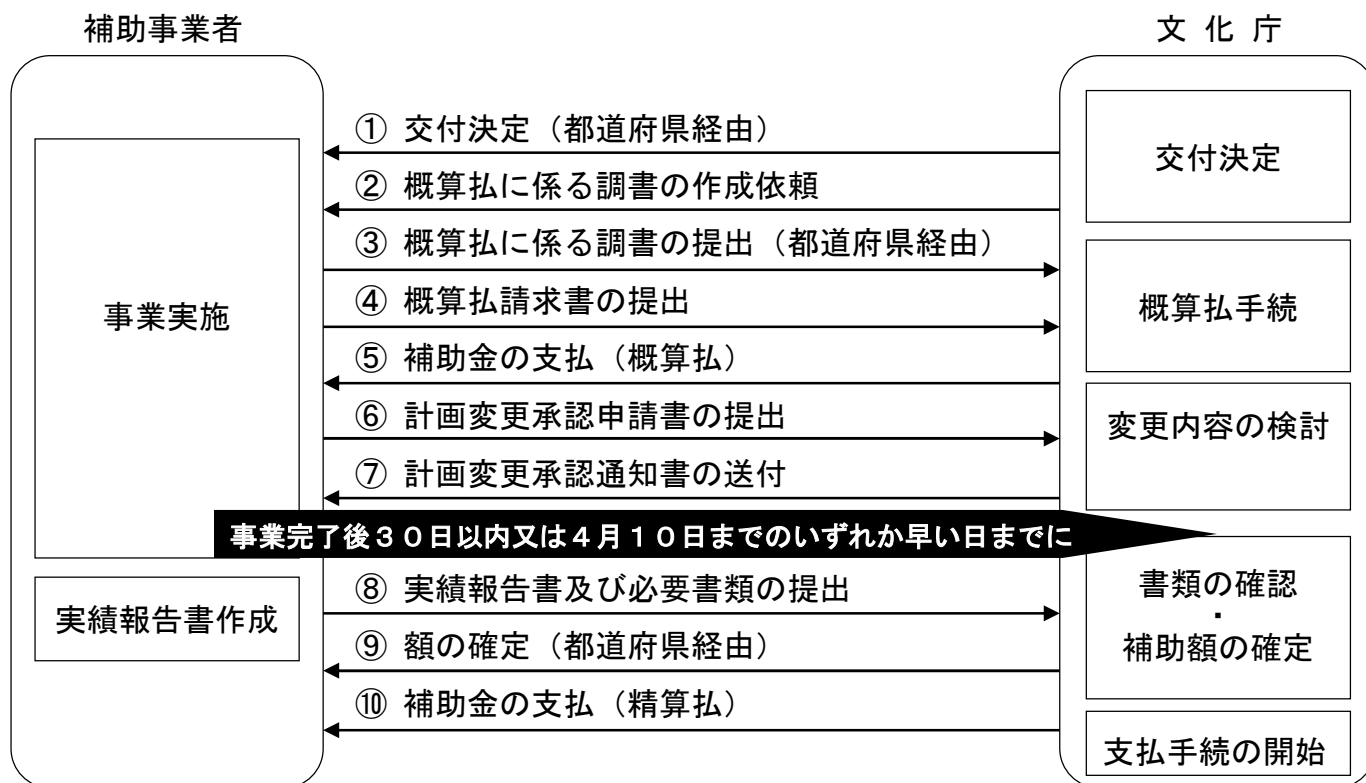 補助事業者
文 化 庁
交付決定
① 交付決定（都道府県経由）
② 概算払に係る調書の作成依頼
③ 概算払に係る調書の提出（都道府県経由）
概算払手続
事業実施
④ 概算払請求書の提出
⑤ 補助金の支払（概算払）
⑥ 計画変更承認申請書の提出
変更内容の検討
⑦ 計画変更承認通知書の送付
事業完了後３０日以内又は４月１０日までのいずれか早い日までに
⑧ 実績報告書及び必要書類の提出
実績報告書作成
書類の確認
・
補助額の確定
⑨ 額の確定（都道府県経由）
⑩ 補助金の支払（精算払）
支払手続の開始